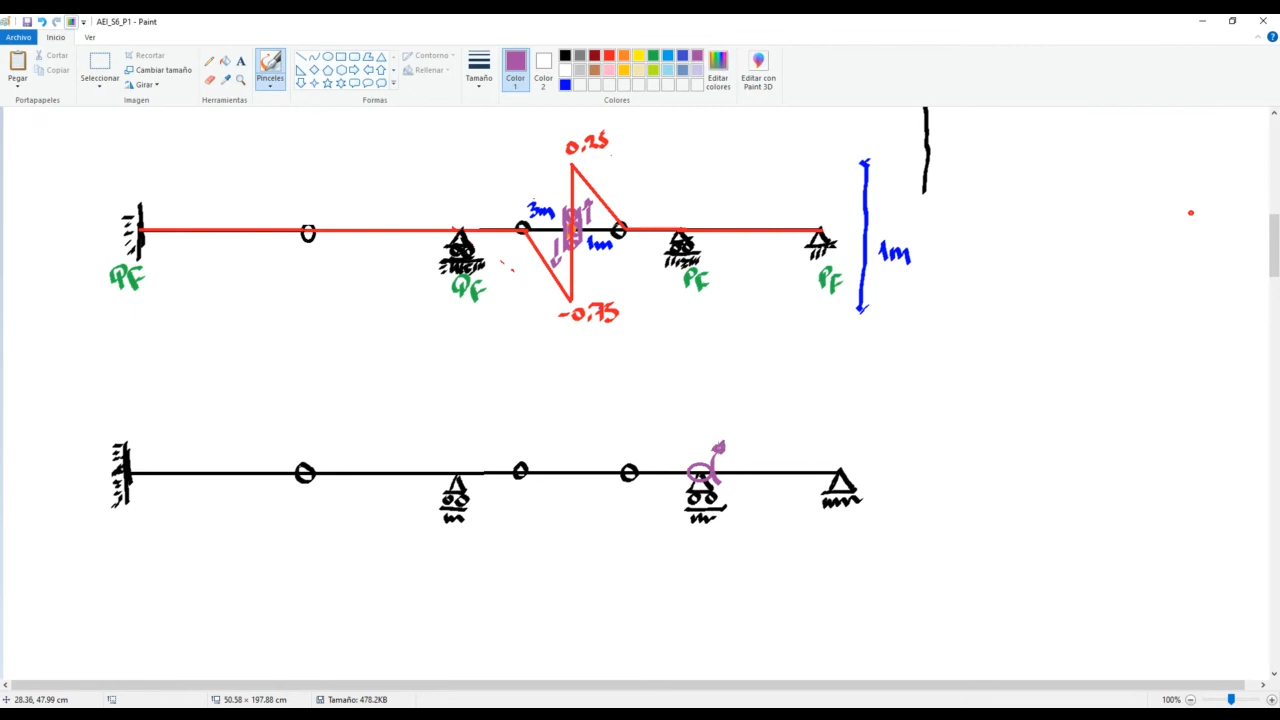 AEI_S6_P1 - Paint
Archivo Inicio Ver
Pegar
Cortar
Copiar
Portapapeles
Seleccionar
Recortar
Cambiar tamaño
Girar
Imagen
A
Herramientas
Pinceles
Contorno
Rellenar
Formas
Tamaño
Color 1
Color 2
Editar colores
Editar con Paint 3D
Colores
0.25
3m
1m
-0.75
PF
PF
1m
28.36, 47.99 cm
50.58 × 197.88 cm
Tamaño: 478.2KB
100%